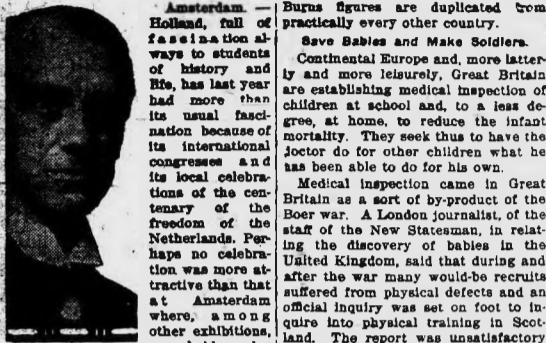 Amsterdam. —
Holland, full of
fascination al-
ways to students
of history and
life, has last year
had more than
its usual fasci-
nation because of
its international
congresses and
its local celebra-
tions of the cen-
tenary of the
freedom of the
Netherlands. Per-
haps no celebra-
tion was more at-
tractive than that
at Amsterdam
where, among
other exhibitions,
Burns figures are duplicated from
practically every other country.
Save Babies and Make Soldiers.
Continental Europe and, more latter-
ly and more leisurely, Great Britain
are establishing medical inspection of
children at school and, to a less de-
gree, at home, to reduce the infant
mortality. They seek thus to have the
doctor do for other children what he
has been able to do for his own.
Medical inspection came in Great
Britain as a sort of by-product of the
Boer war. A London journalist, of the
staff of the New Statesman, in relat-
ing the discovery of babies in the
United Kingdom, said that during and
after the war many would-be recruits
suffered from physical defects and an
official inquiry was set on foot to in-
quire into physical training in Scot-
land. The report was unsatisfactory